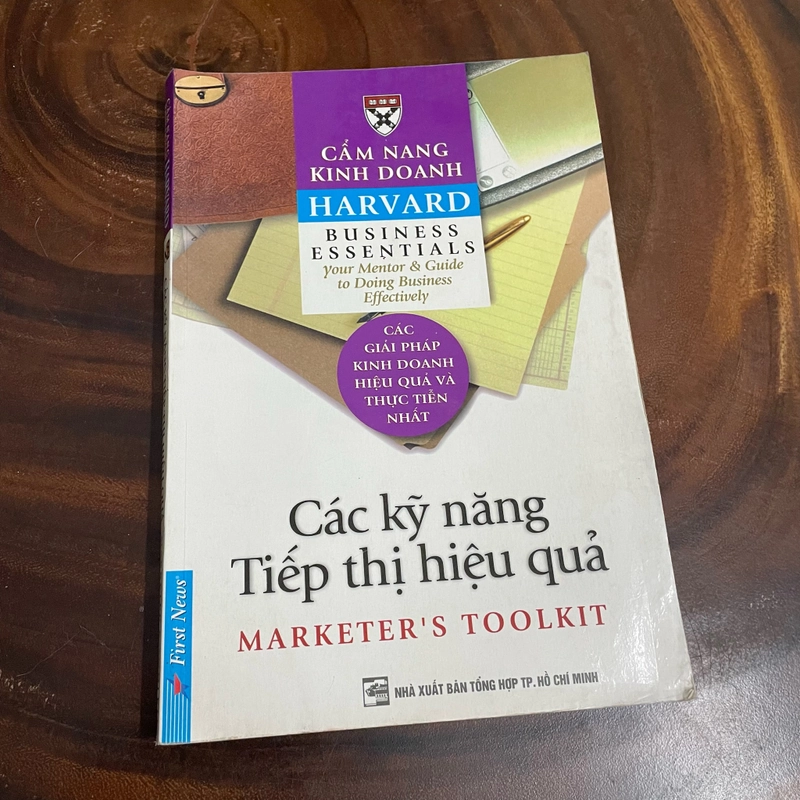 CẨM NANG
KINH DOANH
HARVARD
BUSINESS
ESSENTIALS
your Mentor & Guide
to Doing Business
Effectively
CÁC
GIẢI PHÁP
KINH DOANH
HIỆU QUẢ VÀ
THỰC TIỄN
NHẤT
Các kỹ năng
Tiếp thị hiệu quả
MARKETER'S TOOLKIT
First News
NHÀ XUẤT BẢN TỔNG HỢP TP. HỒ CHÍ MINH